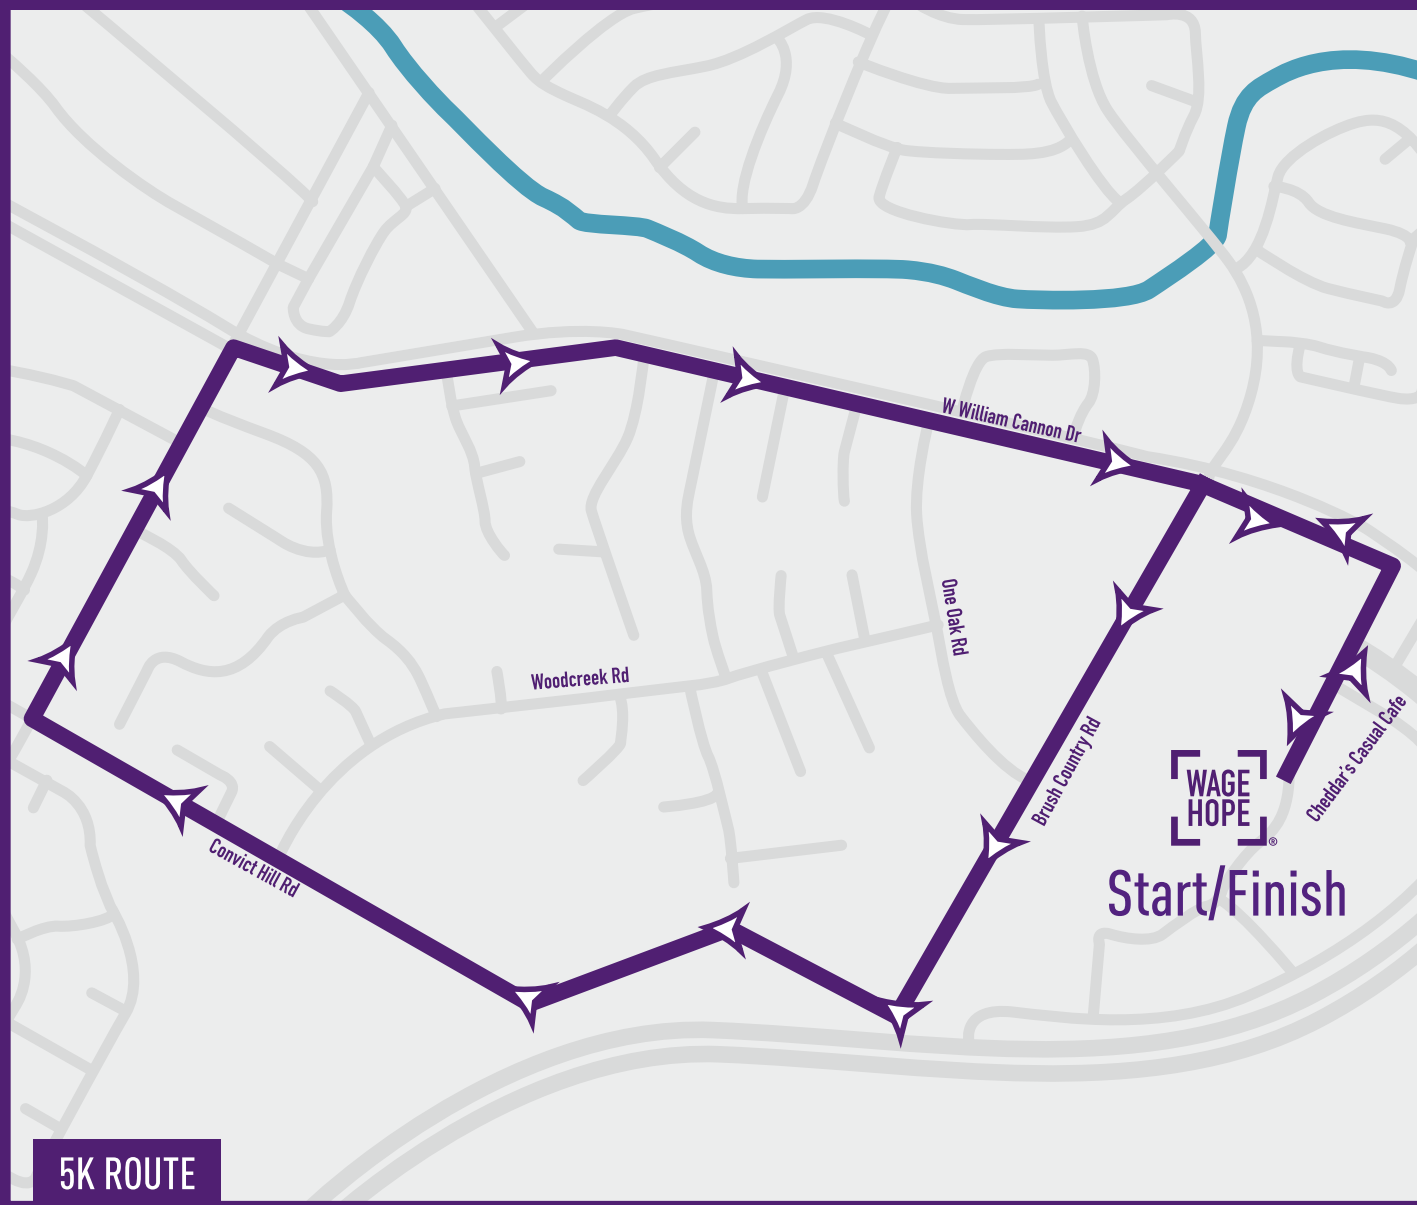 W William Cannon Dr
One Oak Rd
Woodcreek Rd
Brush Country Rd
Cheddar's Casual Cafe
WAGE
HOPE®
Start/Finish
Convict Hill Rd
5K ROUTE